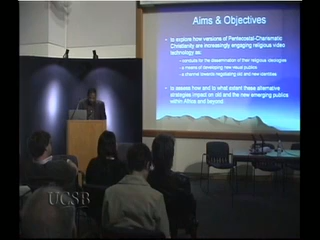 Aims & Objectives
to explore how versions of Pentecostal-Charismatic
Christianity are increasingly engaging religious video
technology as:
- conduits for the dissemination of their religious ideologies
- a means of developing new ritual publics
- a channel towards negotiating old and new identities
to assess how and to what extent these alternative
strategies impact on old and the new emerging publics
within Africa and beyond.
UCSB